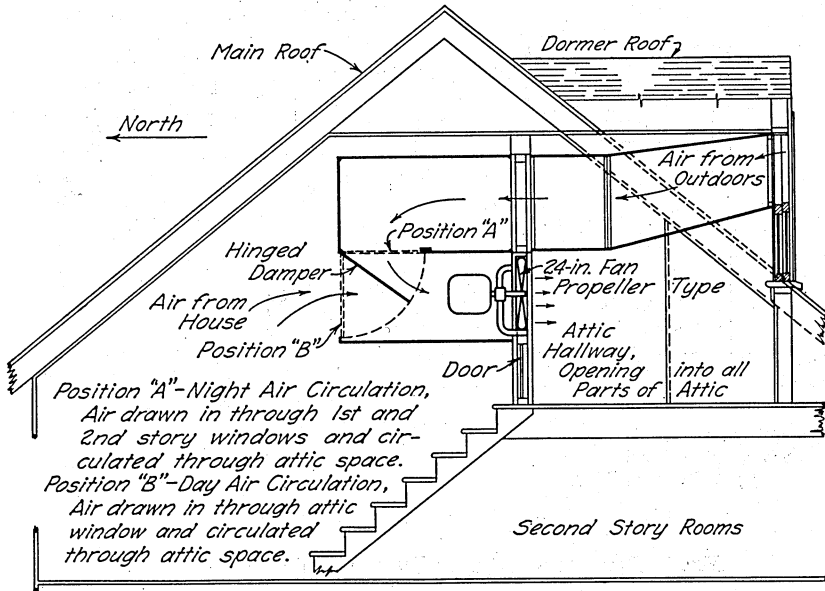 Main Roof
Dormer Roof
North
Air from
Outdoors
Position "A"
Hinged
Damper
24-in. Fan
Propeller Type
Air from
House
Position "B"
Attic
Hallway,
Opening into all
Parts of Attic
Door
Position "A"-Night Air Circulation,
Air drawn in through 1st and
2nd story windows and cir-
culated through attic space.
Position "B"-Day Air Circulation,
Air drawn in through attic
window and circulated
through attic space.
Second Story Rooms